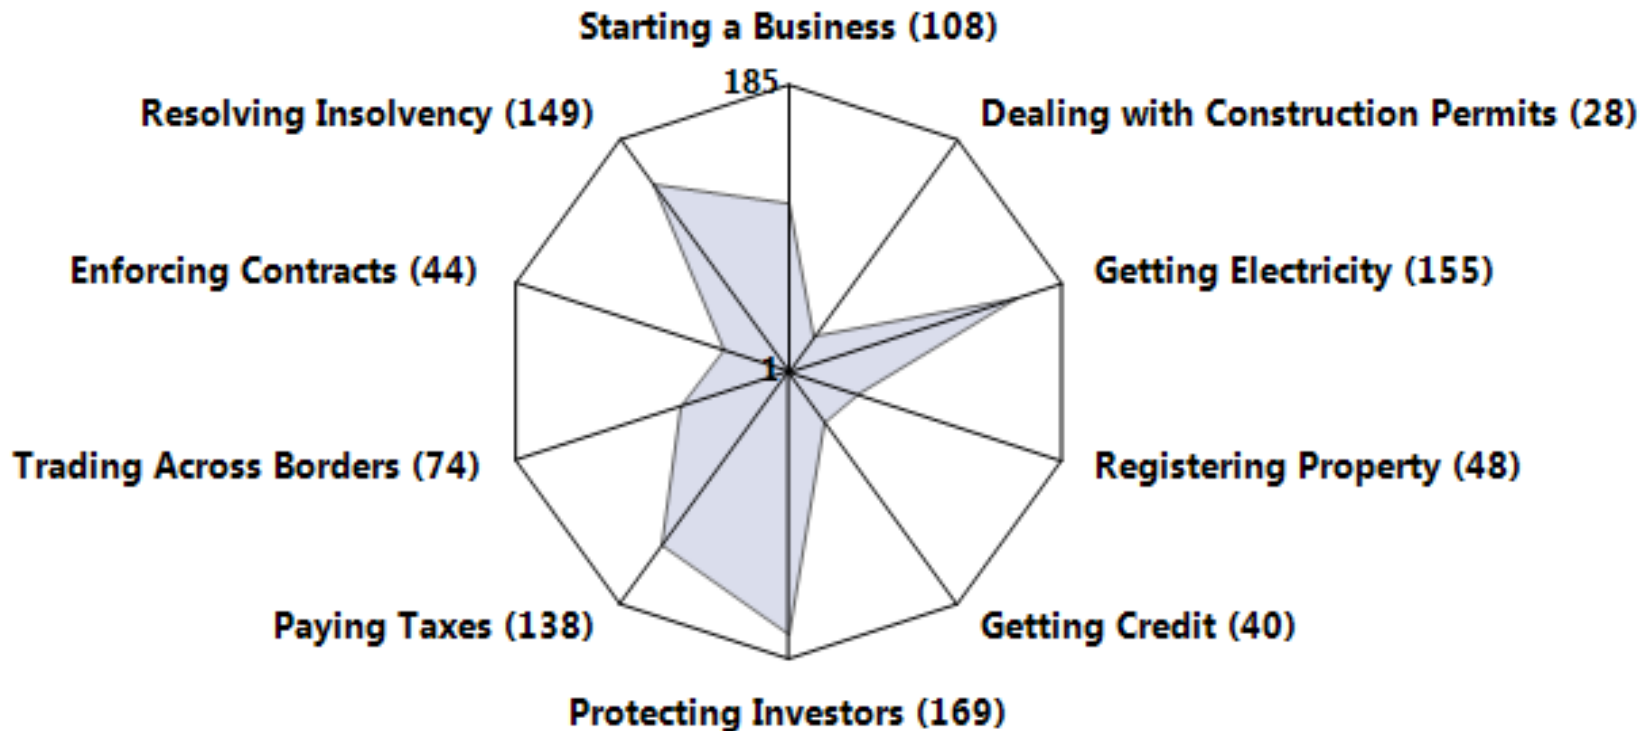 Starting a Business (108)
185
Resolving Insolvency (149)
Dealing with Construction Permits (28)
Enforcing Contracts (44)
Getting Electricity (155)
1
Trading Across Borders (74)
Registering Property (48)
Paying Taxes (138)
Getting Credit (40)
Protecting Investors (169)